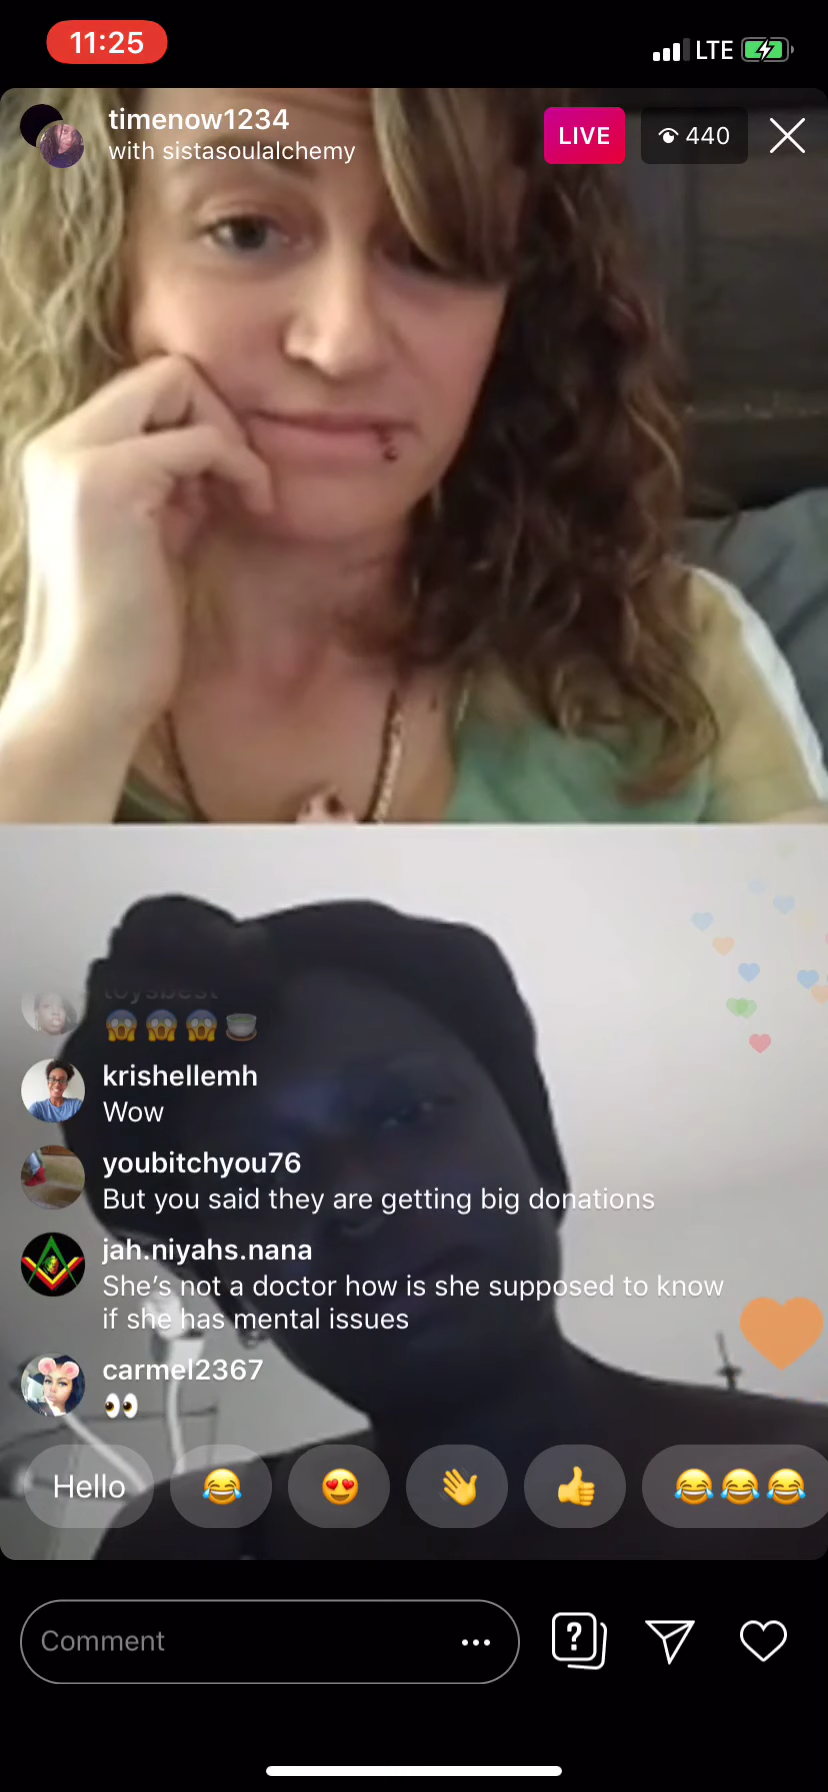 11:25
LTE
timenow1234
with sistasoulalchemy
LIVE
440
toysbest
😱😱😱🍵
krishellemh
Wow
youbitchyou76
But you said they are getting big donations
jah.niyahs.nana
She's not a doctor how is she supposed to know
if she has mental issues
carmel2367
👀
Hello 😂 😍 👋 👍 😂😂😂
Comment